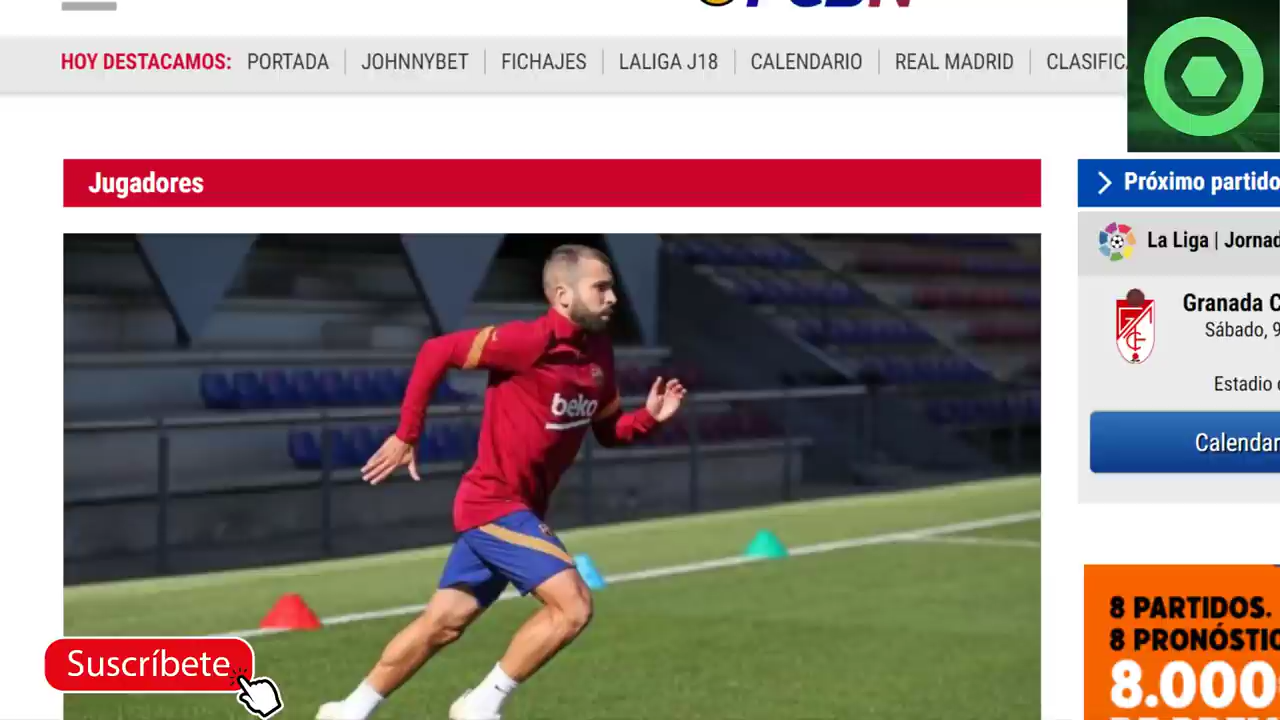 FCBN
HOY DESTACAMOS: PORTADA JOHNNYBET FICHAJES LALIGA J18 CALENDARIO REAL MADRID
Jugadores
Próximo partido
La Liga | Jornad
Granada C
Sábado, 9
Estadio
Calendar
beko
8 PARTIDOS.
8 PRONÓSTIC
8.000
Suscríbete